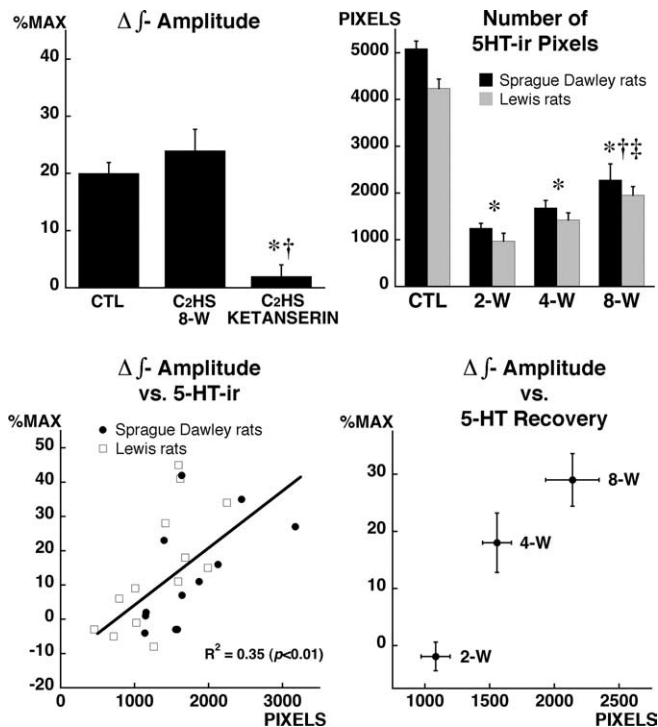 %MAX
Δ ∫- Amplitude
40
30
20
10
0
*†
CTL
C2HS
8-W
C2HS
KETANSERIN
PIXELS
Number of
5HT-ir Pixels
5000
4000
3000
2000
1000
0
Sprague Dawley rats
Lewis rats
*
*
*†‡
CTL
2-W
4-W
8-W
Δ ∫- Amplitude
vs. 5-HT-ir
%MAX
50
40
30
20
10
0
-10
-20
Sprague Dawley rats
Lewis rats
R2 = 0.35 (p<0.01)
0
1000
2000
3000
PIXELS
Δ ∫- Amplitude
vs.
5-HT Recovery
%MAX
30
20
10
0
8-W
4-W
2-W
1000
1500
2000
2500
PIXELS